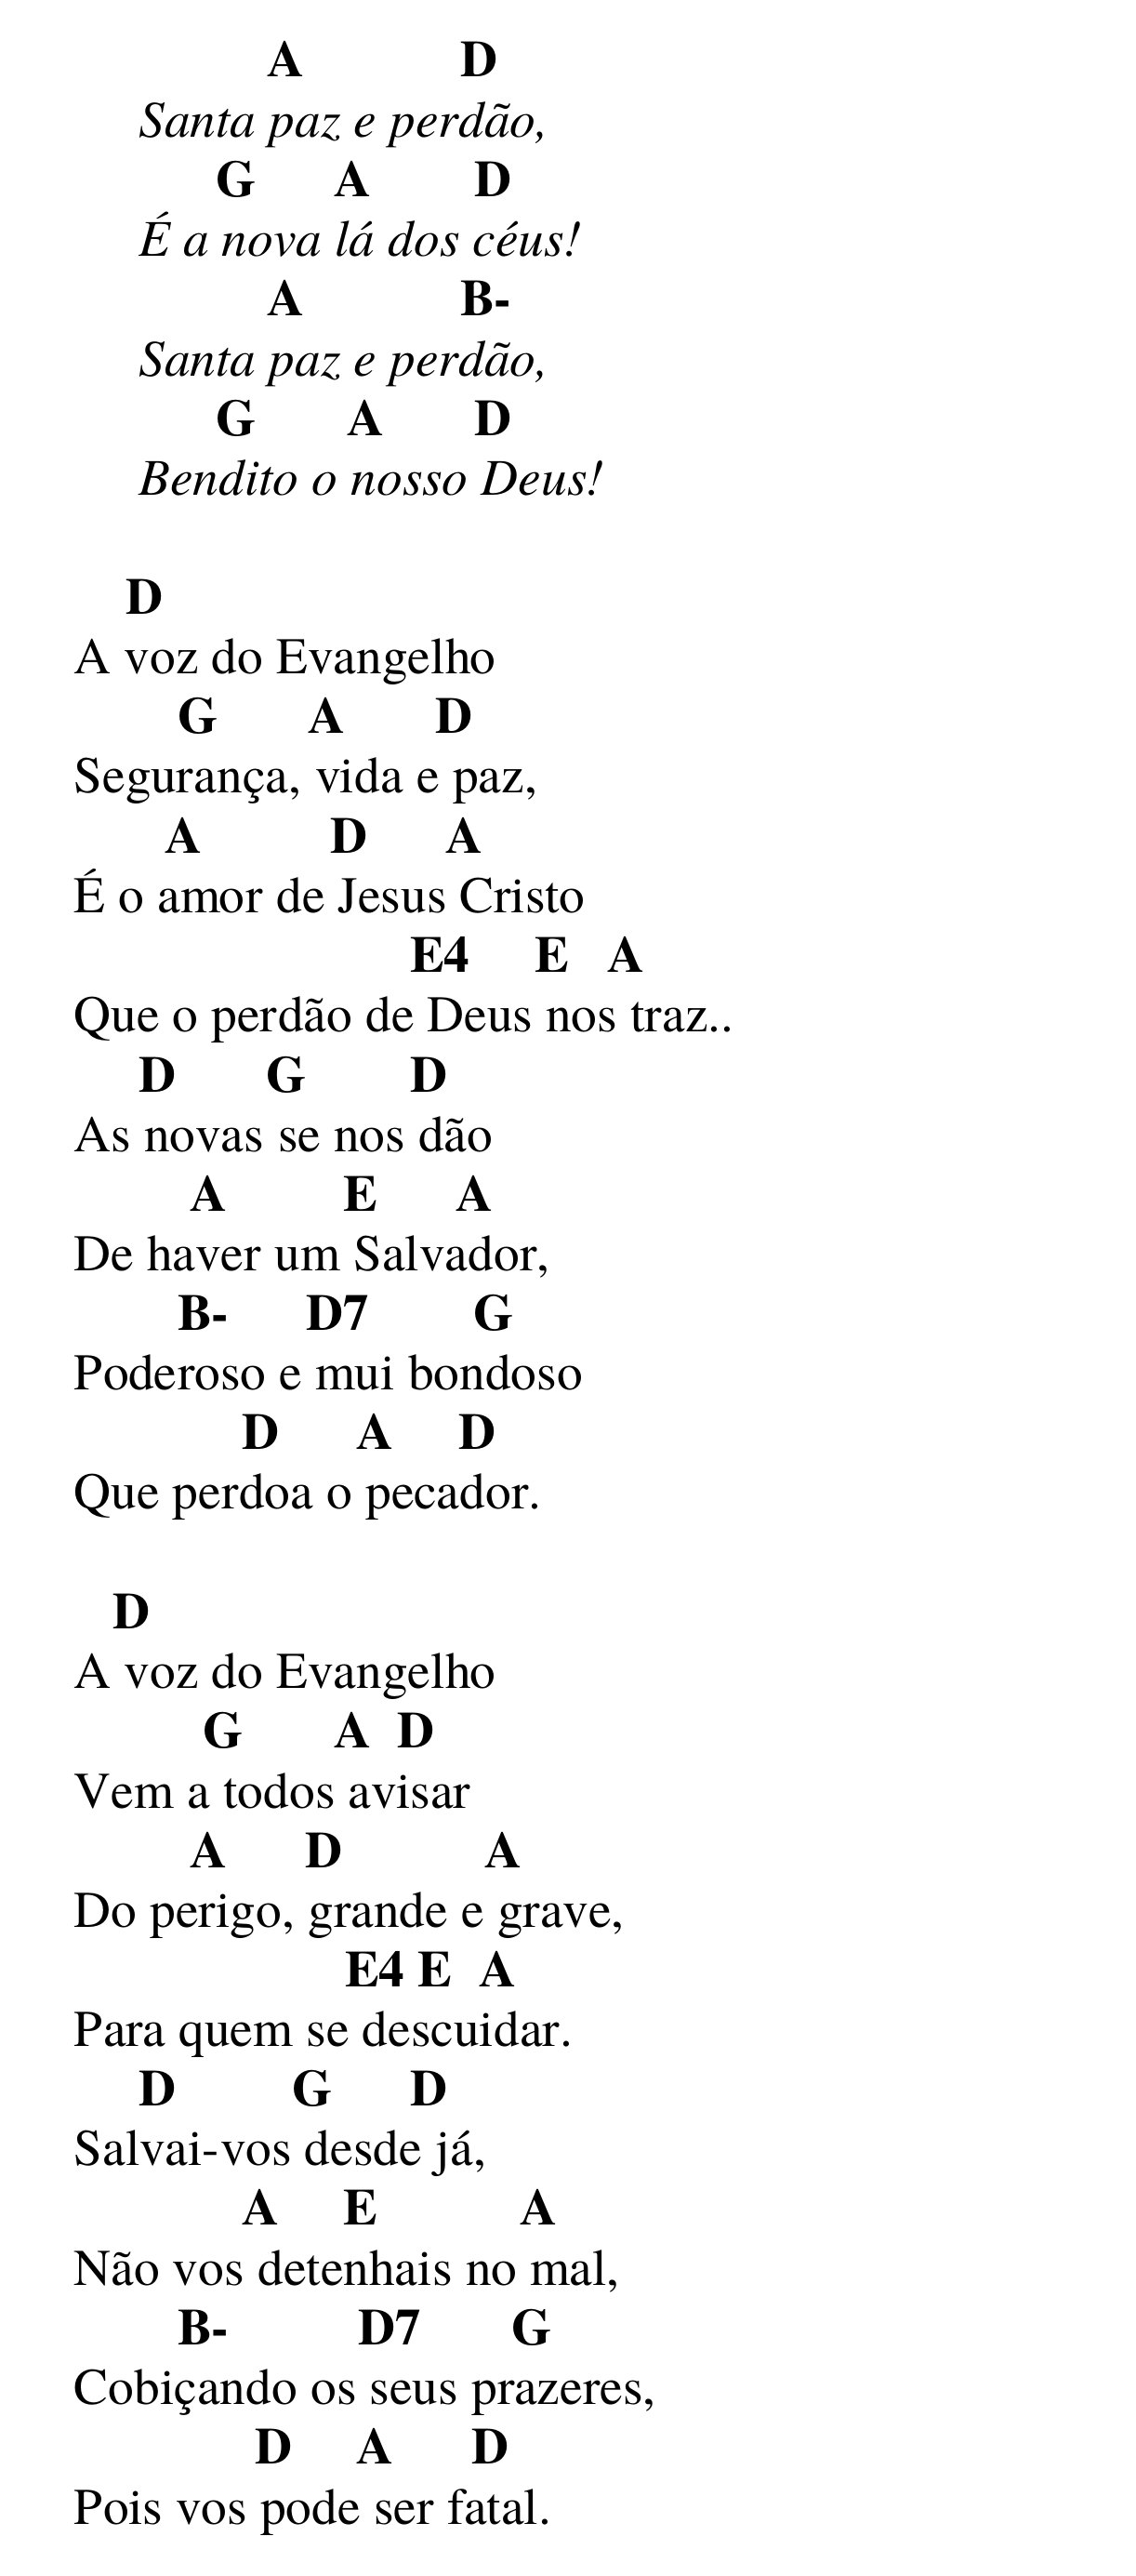 A D
Santa paz e perdão,
G A D
É a nova lá dos céus!
A B-
Santa paz e perdão,
G A D
Bendito o nosso Deus!
D
A voz do Evangelho
G A D
Segurança, vida e paz,
A D A
É o amor de Jesus Cristo
E4 E A
Que o perdão de Deus nos traz..
D G D
As novas se nos dão
A E A
De haver um Salvador,
B- D7 G
Poderoso e mui bondoso
D A D
Que perdoa o pecador.
D
A voz do Evangelho
G A D
Vem a todos avisar
A D A
Do perigo, grande e grave,
E4 E A
Para quem se descuidar.
D G D
Salvai-vos desde já,
A E A
Não vos detenhais no mal,
B- D7 G
Cobiçando os seus prazeres,
D A D
Pois vos pode ser fatal.